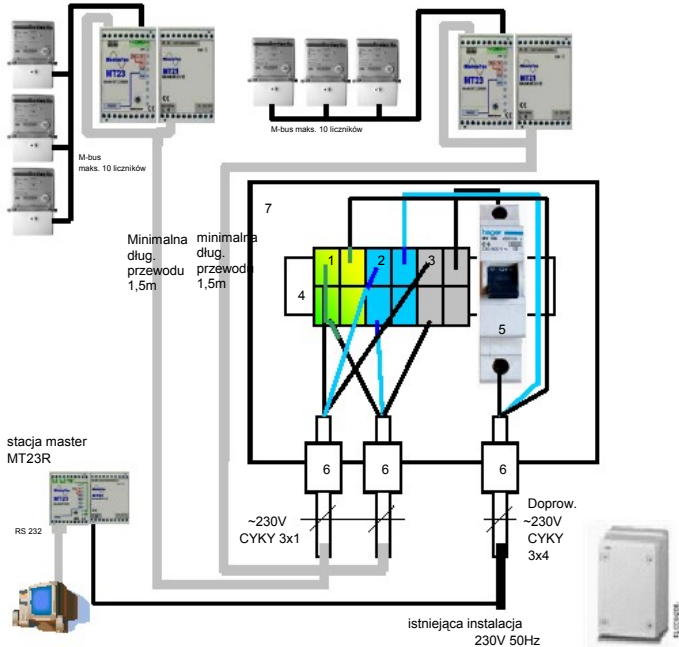 MT23
MT21
MT23
MT21
M-bus
maks. 10 liczników
M-bus maks. 10 liczników
7
Minimalna
dług.
przewodu
1,5m
minimalna
dług.
przewodu
1,5m
1
2
3
4
hager
5
stacja master
MT23R
6
6
6
MT23
RS 232
~230V
CYKY 3x1
Doprow.
~230V
CYKY
3x4
istniejąca instalacja
230V 50Hz